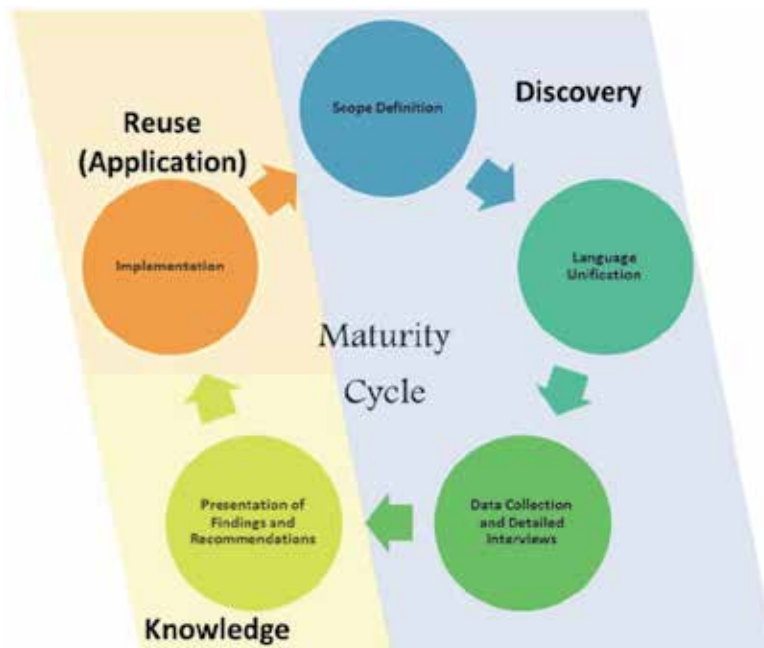 Scope Definition
Discovery
Reuse
(Application)
Implementation
Language
Unification
Maturity
Cycle
Data Collection
and Detailed
Interviews
Presentation of
Findings and
Recommendations
Knowledge